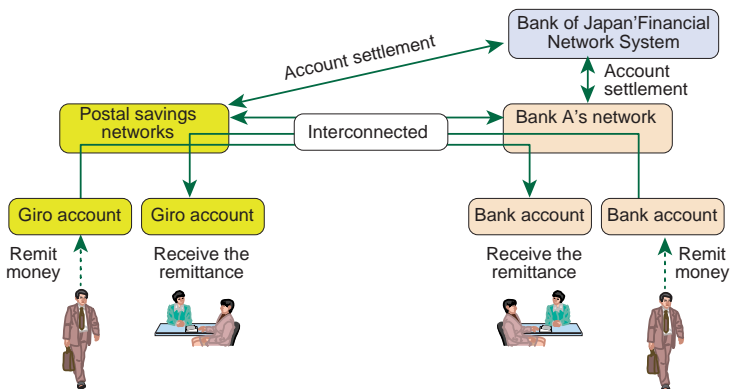 Bank of Japan'Financial
Network System
Account settlement
Account
settlement
Postal savings
networks
Interconnected
Bank A's network
Giro account
Giro account
Bank account
Bank account
Remit
money
Receive the
remittance
Receive the
remittance
Remit
money